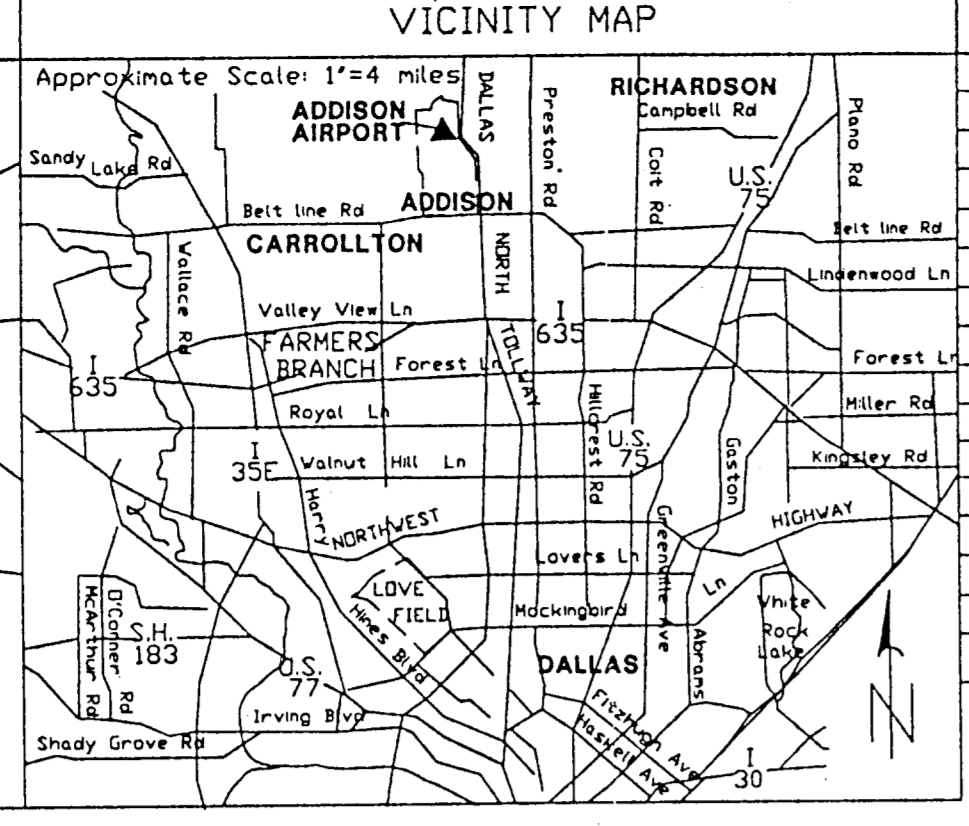 VICINITY MAP
Approximate Scale: 1"=4 miles
ADDISON
AIRPORT
DALLAS
Preston Rd
RICHARDSON
Campbell Rd
Plano Rd
Sandy Lake Rd
Coit Rd
U.S.
75
ADDISON
Belt line Rd
Belt line Rd
CARROLLTON
Wallace Rd
NORTH
Lindenwood Ln
Valley View Ln
I
635
FARMERS
BRANCH
TOLLWAY
Forest Ln
Forest Ln
I
635
Royal Ln
Hillcrest Rd
Miller Rd
U.S.
75
I
35E
Walnut Hill Ln
Gaston
Kingsley Rd
Harry
NORTHWEST
HIGHWAY
Greenville Ave
Lovers Ln
LOVE
FIELD
Mockingbird
Ln
White
Rock
Lake
McArthur Rd
O'Conner Rd
S.H.
183
Hines Blvd
Abrams
DALLAS
U.S.
77
Irving Blvd
Fitzhugh Ave
Haskell Ave
Shady Grove Rd
I
30
N